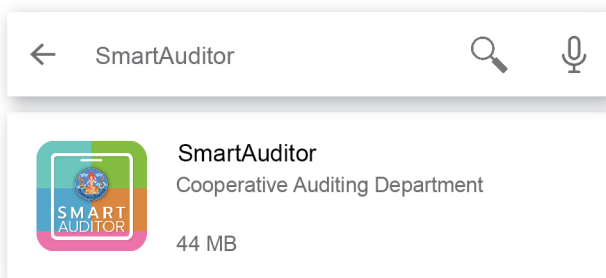 SmartAuditor
SmartAuditor
Cooperative Auditing Department
SMART
AUDITOR
44 MB